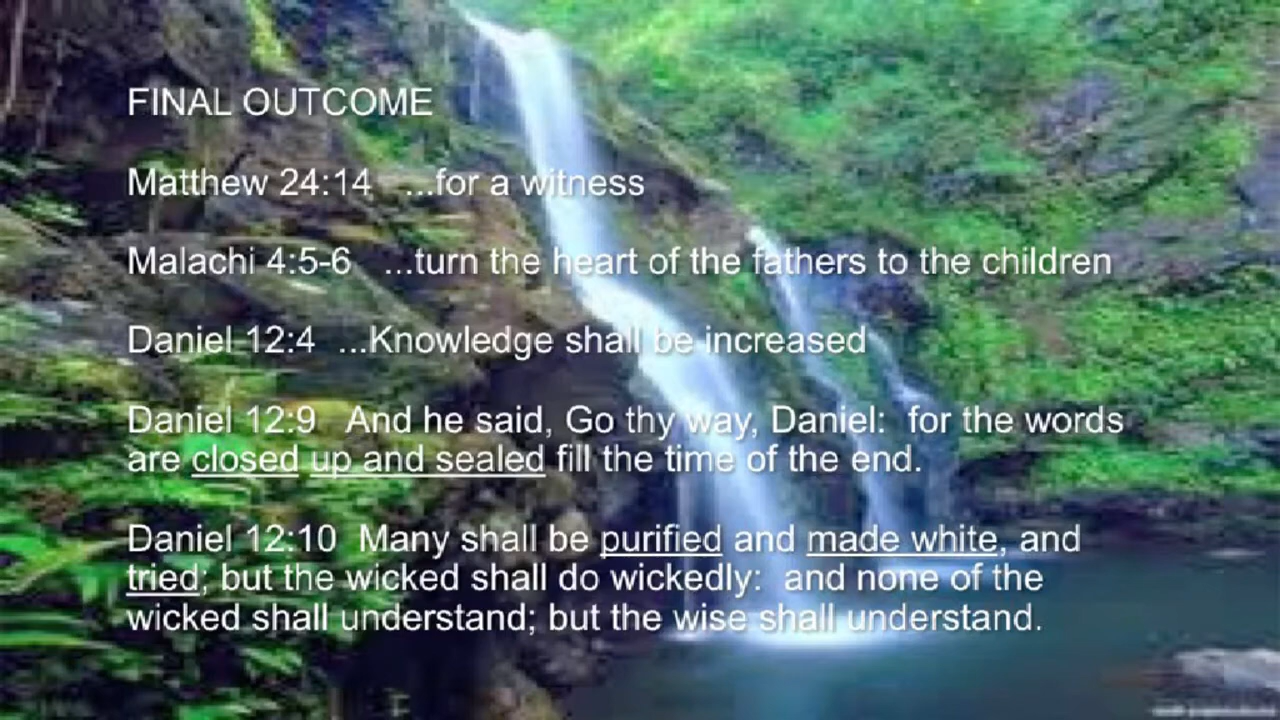 FINAL OUTCOME
Matthew 24:14 ...for a witness
Malachi 4:5-6 ...turn the heart of the fathers to the children
Daniel 12:4 ...Knowledge shall be increased
Daniel 12:9 And he said, Go thy way, Daniel: for the words
are closed up and sealed fill the time of the end.
Daniel 12:10 Many shall be purified and made white, and
tried; but the wicked shall do wickedly: and none of the
wicked shall understand; but the wise shall understand.